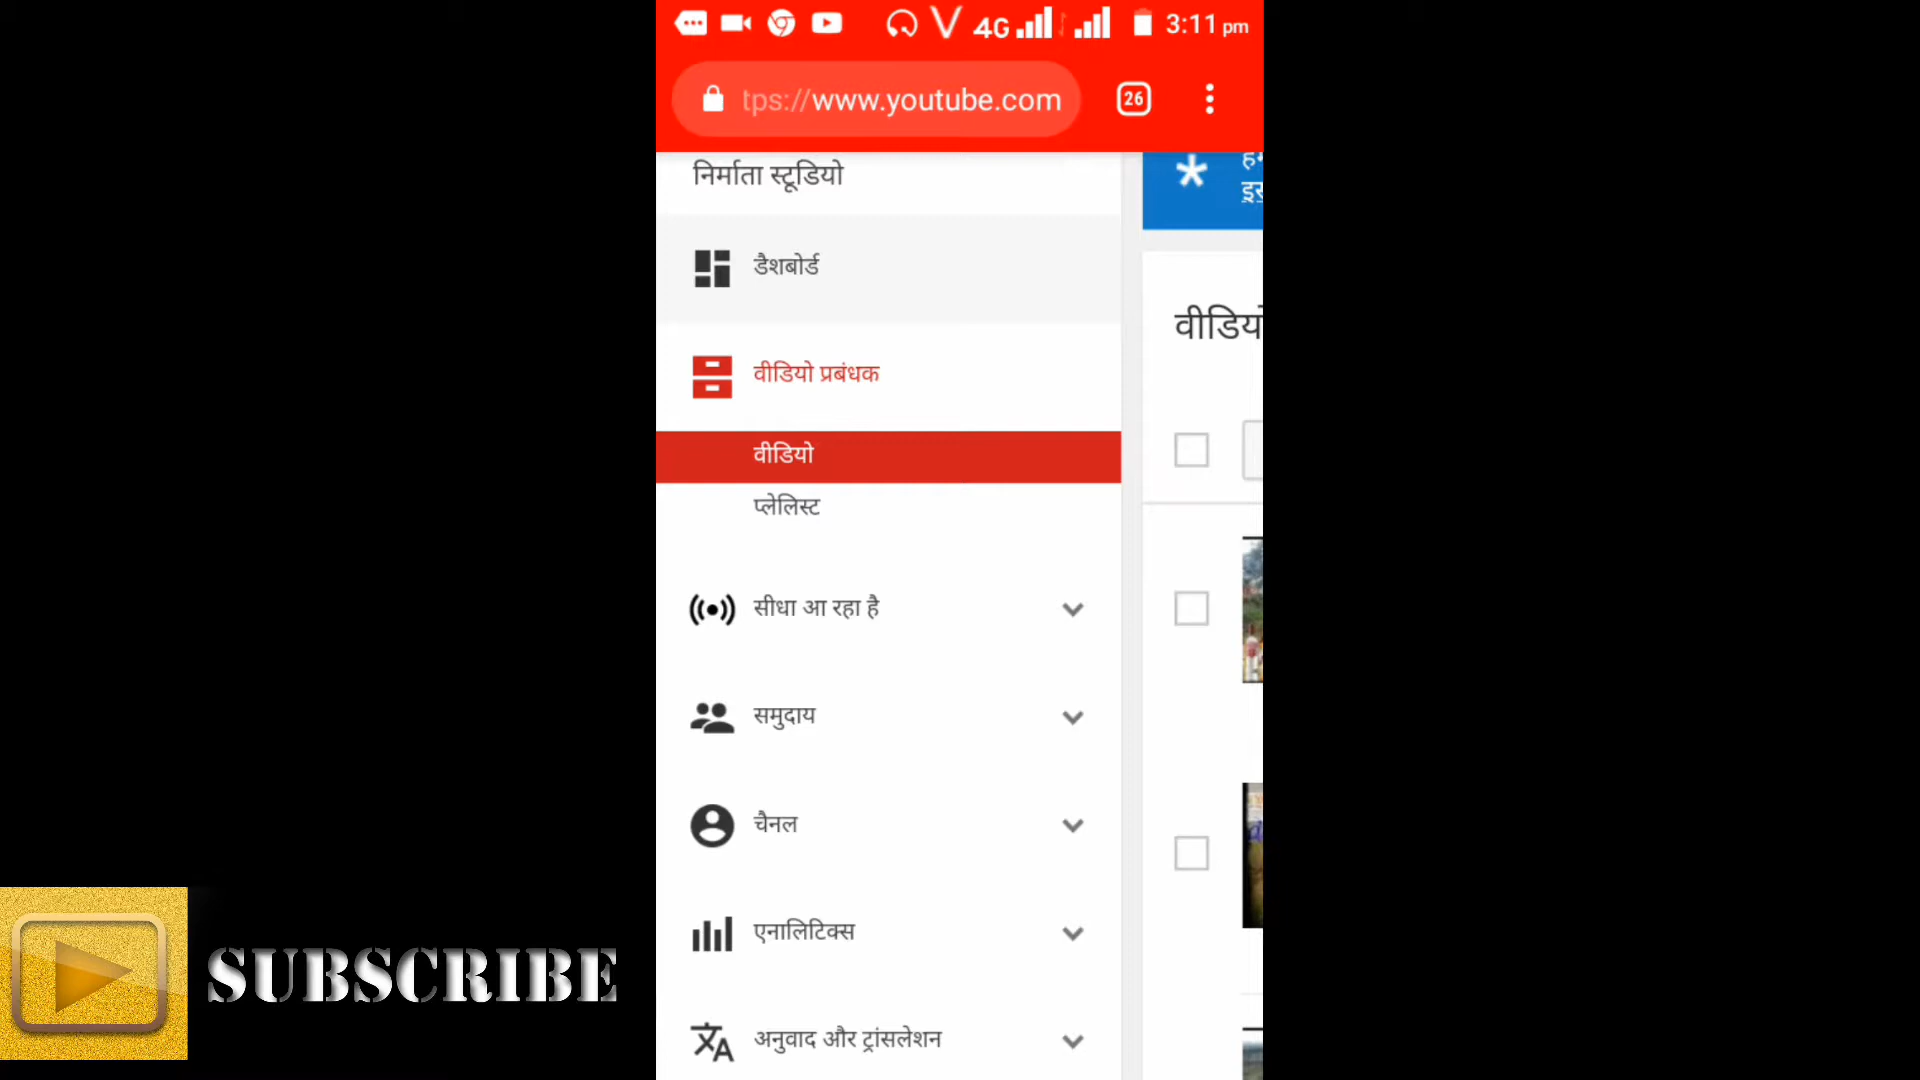 4G 3:11 pm
tps://www.youtube.com 26
निर्माता स्टूडियो
डैशबोर्ड
वीडियो प्रबंधक
वीडियो
प्लेलिस्ट
सीधा आ रहा है
समुदाय
चैनल
एनालिटिक्स
अनुवाद और ट्रांसलेशन
वीडियो
SUBSCRIBE